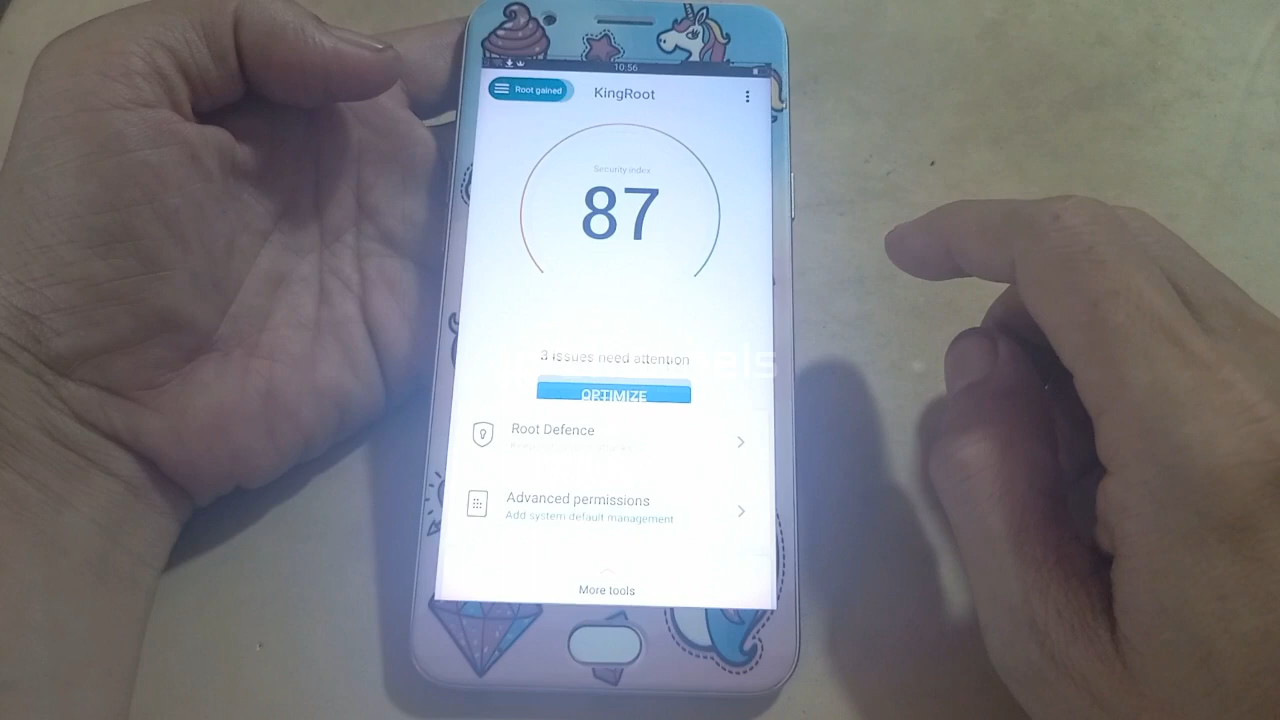 10:56
Root gained
KingRoot
Security index
87
3 issues need attention
OPTIMIZE
Root Defence
Advanced permissions
Add system default management
More tools